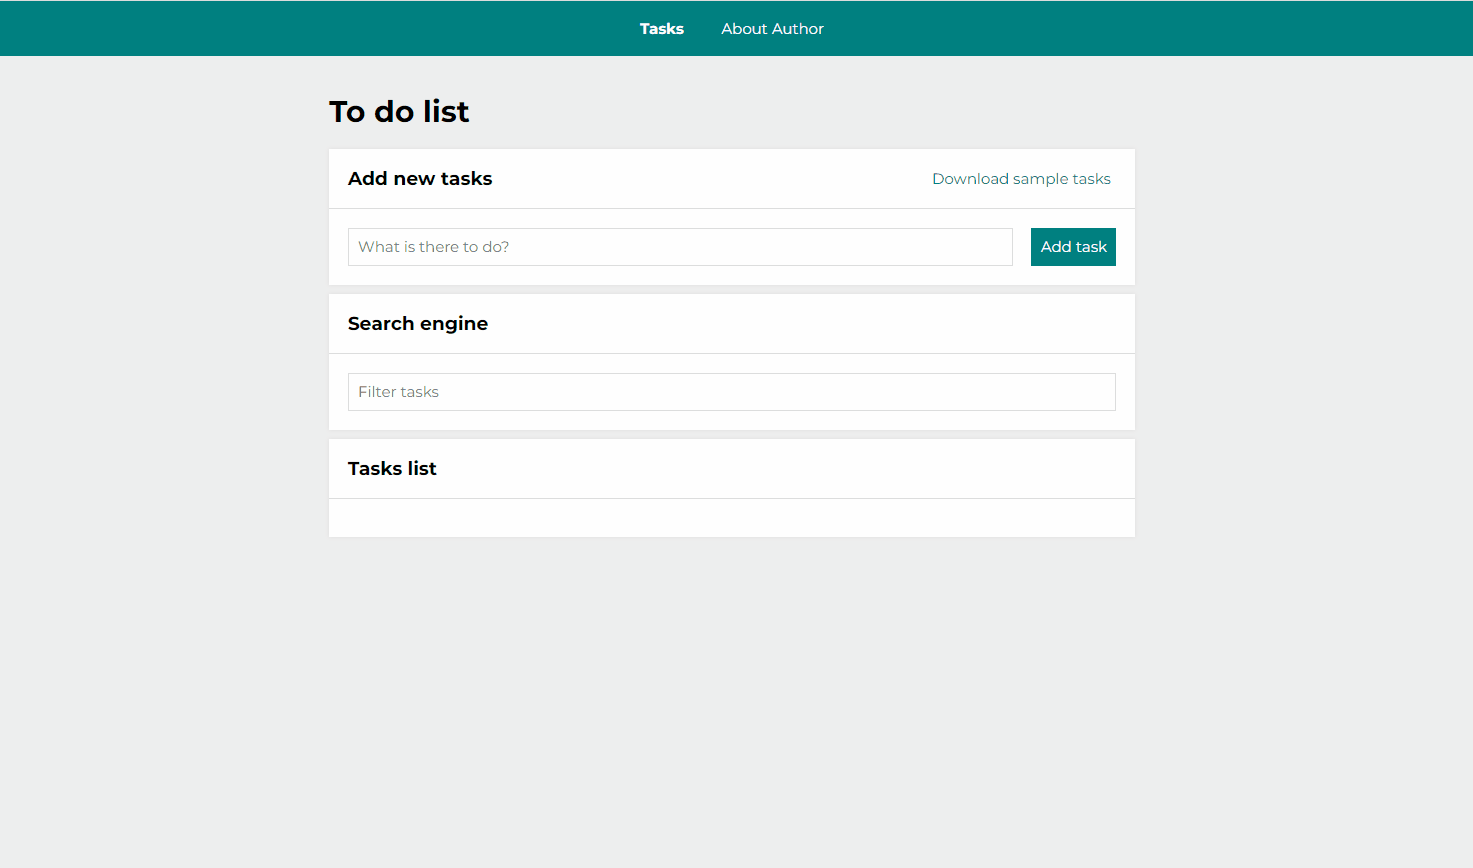 Tasks About Author
To do list
Add new tasks Download sample tasks
What is there to do? Add task
Search engine
Filter tasks
Tasks list